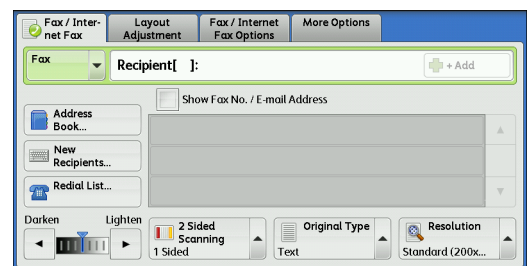 Fax / Inter-
net Fax
Layout
Adjustment
Fax / Internet
Fax Options
More Options
Fax
Recipient[ ]:
+ Add
Show Fax No. / E-mail Address
Address
Book...
New
Recipients...
Redial List...
Darken
Lighten
2 Sided
Scanning
1 Sided
Original Type
Text
Resolution
Standard (200x...